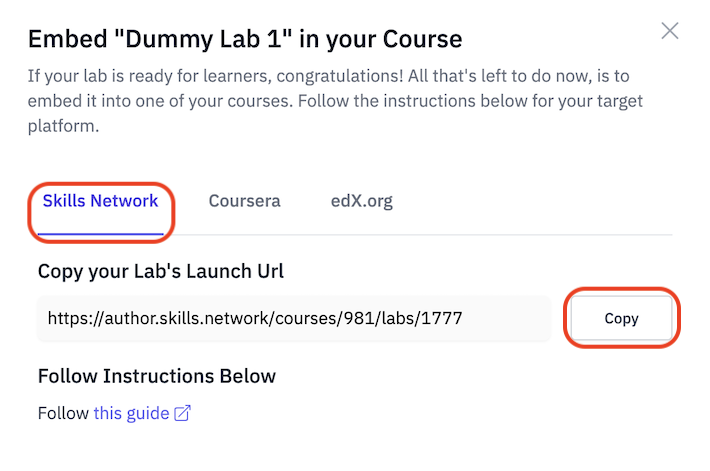 Embed "Dummy Lab 1" in your Course
If your lab is ready for learners, congratulations! All that's left to do now, is to
embed it into one of your courses. Follow the instructions below for your target
platform.
Skills Network Coursera edX.org
Copy your Lab's Launch Url
https://author.skills.network/courses/981/labs/1777 Copy
Follow Instructions Below
Follow this guide